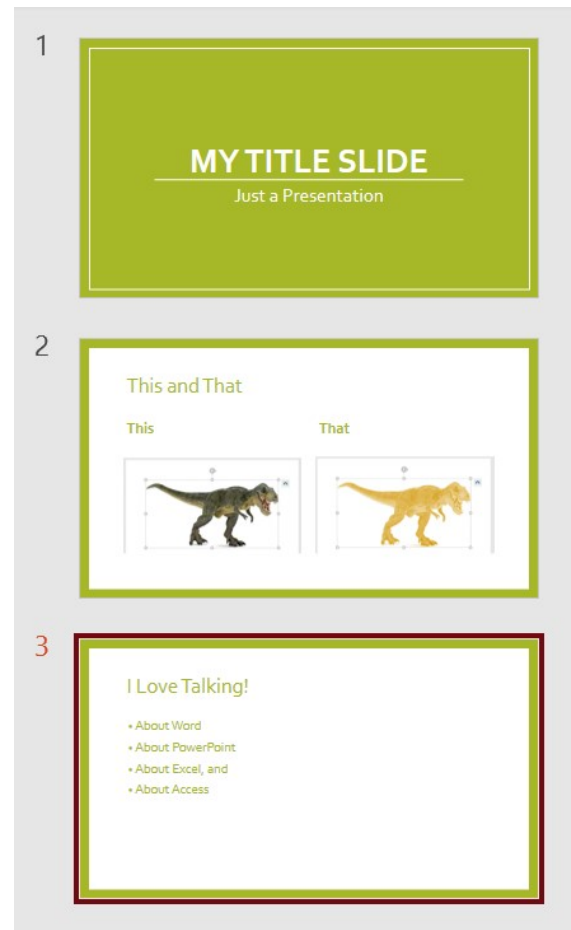 1
MY TITLE SLIDE
Just a Presentation
2
This and That
This That
3
I Love Talking!
• About Word
• About PowerPoint
• About Excel, and
• About Access